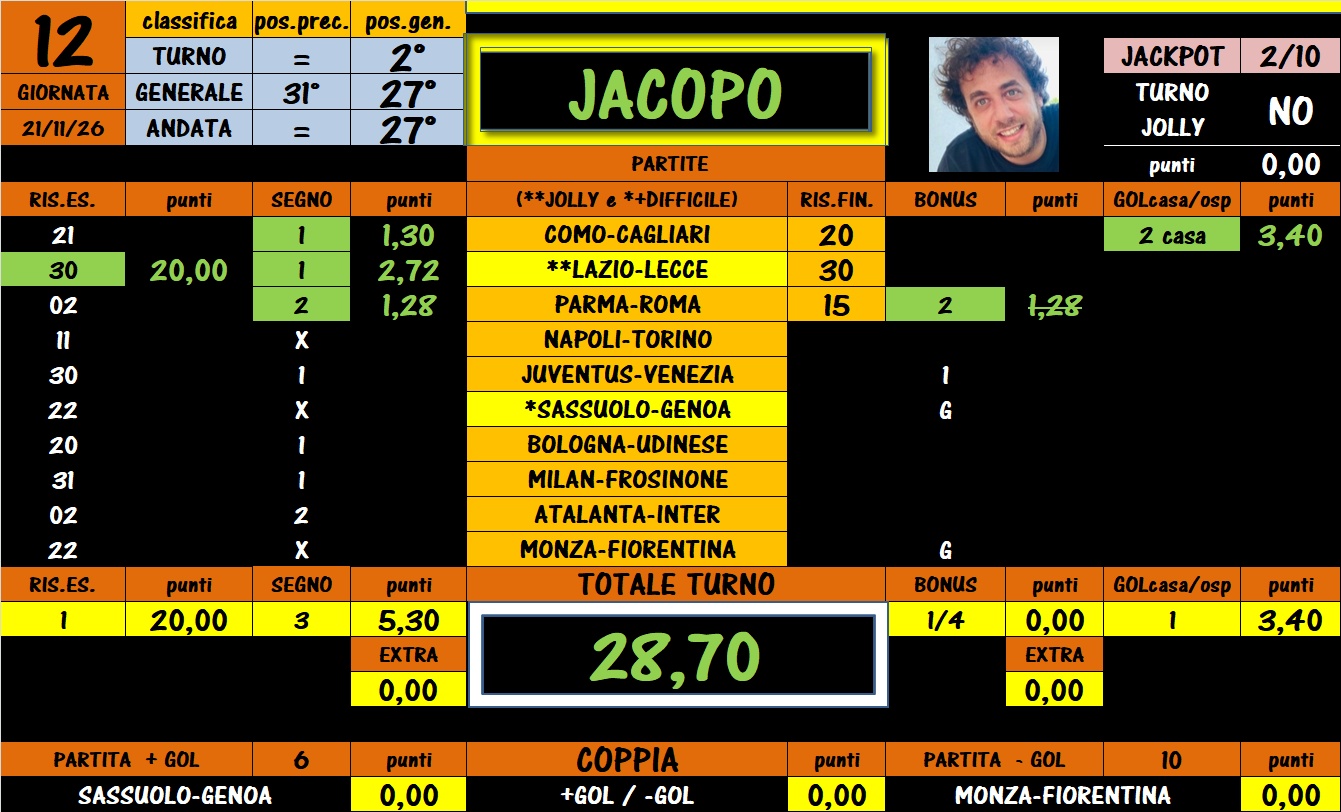 12 classifica pos.prec. pos.gen.
TURNO = 2°
JACOPO
JACKPOT 2/10
GIORNATA GENERALE 31° 27°
TURNO JOLLY NO
21/11/26 ANDATA = 27°
PARTITE punti 0,00
RIS.ES. punti SEGNO punti (**JOLLY e *+DIFFICILE) RIS.FIN. BONUS punti GOLcasa/osp punti
21 1 1,30 COMO-CAGLIARI 20 2 casa 3,40
30 20,00 1 2,72 **LAZIO-LECCE 30
02 2 1,28 PARMA-ROMA 15 2 1,28
11 X NAPOLI-TORINO
30 1 JUVENTUS-VENEZIA 1
22 X *SASSUOLO-GENOA G
20 1 BOLOGNA-UDINESE
31 1 MILAN-FROSINONE
02 2 ATALANTA-INTER
22 X MONZA-FIORENTINA G
RIS.ES. punti SEGNO punti TOTALE TURNO BONUS punti GOLcasa/osp punti
1 20,00 3 5,30 28,70 1/4 0,00 1 3,40
EXTRA EXTRA
0,00 0,00
PARTITA + GOL 6 punti COPPIA punti PARTITA - GOL 10 punti
SASSUOLO-GENOA 0,00 +GOL / -GOL 0,00 MONZA-FIORENTINA 0,00